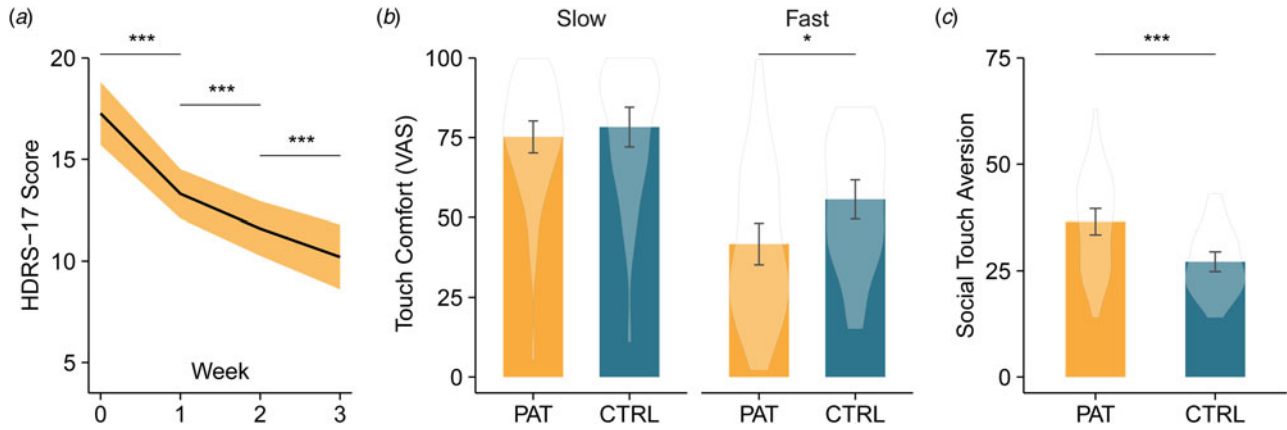 (a)
20
15
10
5
HDRS-17 Score
***
***
***
Week
0 1 2 3
(b)
Slow Fast
100
75
50
25
0
Touch Comfort (VAS)
*
PAT CTRL PAT CTRL
(c)
75
50
25
0
Social Touch Aversion
***
PAT CTRL